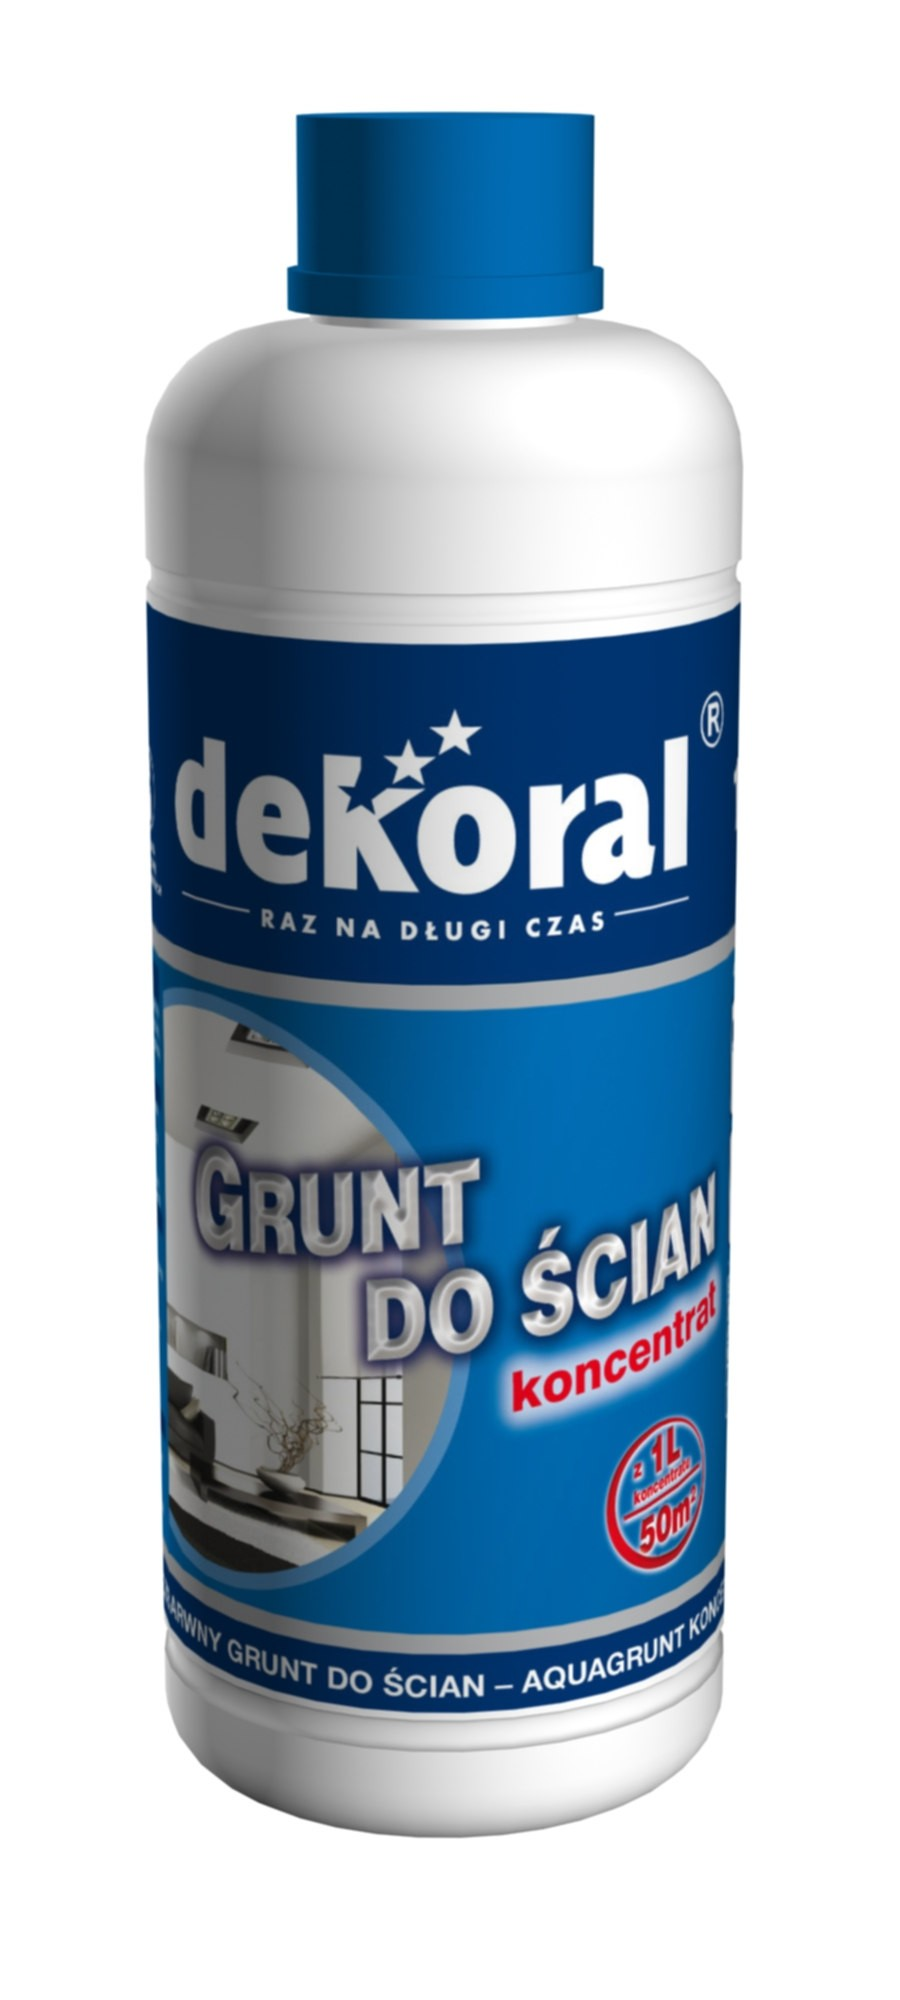 dekoral®
RAZ NA DŁUGI CZAS
GRUNT
DO ŚCIAN
koncentrat
z 1L
koncentratu
50m²
GRUNT DO ŚCIAN – AQUAGRUNT